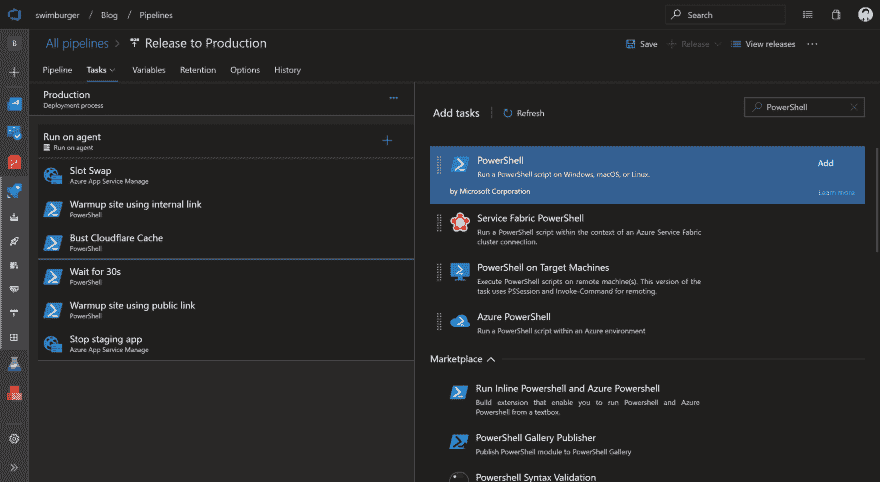 swimburger / Blog / Pipelines
Search
B
All pipelines > Release to Production
Save
Release
View releases
Pipeline Tasks Variables Retention Options History
Production
Deployment process
Run on agent
Run on agent
Slot Swap
Azure App Service Manage
Warmup site using internal link
PowerShell
Bust Cloudflare Cache
PowerShell
Wait for 30s
PowerShell
Warmup site using public link
PowerShell
Stop staging app
Azure App Service Manage
Add tasks
Refresh
PowerShell
PowerShell
Run a PowerShell script on Windows, macOS, or Linux.
Add
by Microsoft Corporation
Learn more
Service Fabric PowerShell
Run a PowerShell script within the context of an Azure Service Fabric
cluster connection.
PowerShell on Target Machines
Execute PowerShell scripts on remote machine(s). This version of the
task uses PSSession and Invoke-Command for remoting.
Azure PowerShell
Run a PowerShell script within an Azure environment
Marketplace
Run Inline Powershell and Azure Powershell
Build extension that enable you to run Powershell and Azure
Powershell from a textbox.
PowerShell Gallery Publisher
Publish PowerShell module to PowerShell Gallery
Powershell Syntax Validation